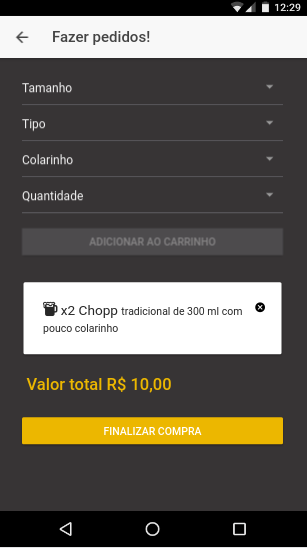 12:29
Fazer pedidos!
Tamanho
Tipo
Colarinho
Quantidade
ADICIONAR AO CARRINHO
x2 Chopp tradicional de 300 ml com
pouco colarinho
Valor total R$ 10,00
FINALIZAR COMPRA